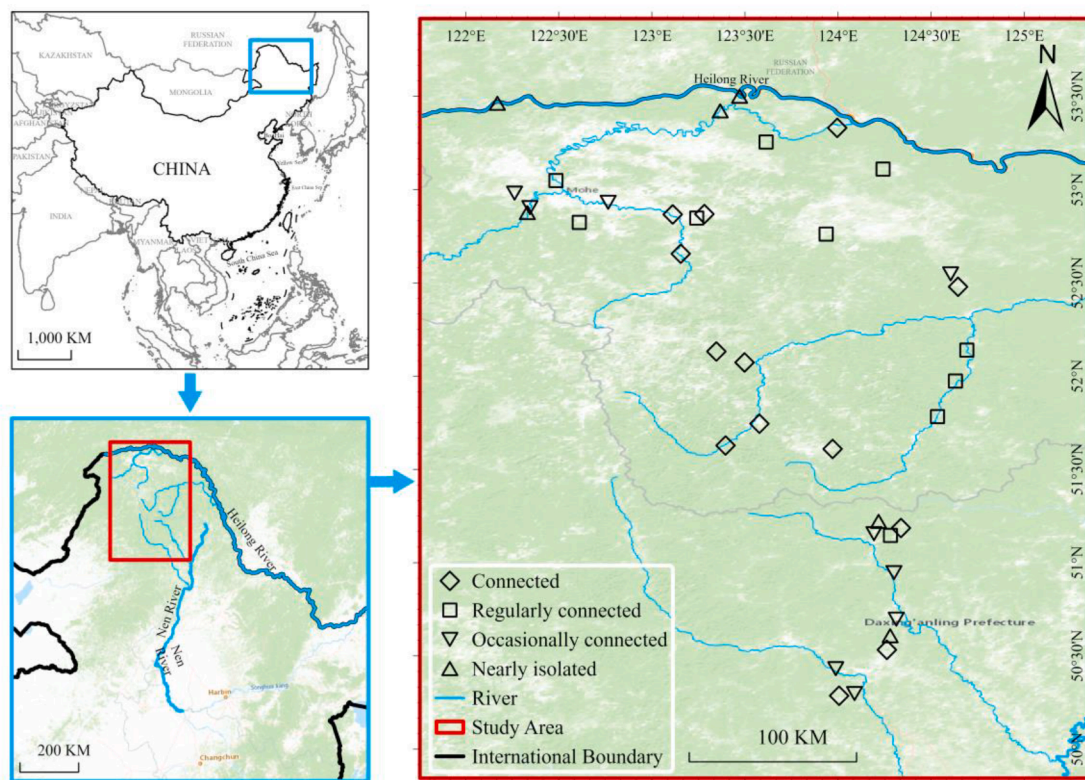 RUSSIAN
FEDERATION
KAZAKHSTAN
MONGOLIA
AFGHANISTAN
PAKISTAN
CHINA
INDIA
MYANMAR
South China Sea
1,000 KM
Heilong River
Nen River
Nen
River
Harbin
Changchun
200 KM
122°E
122°30'E
123°E
123°30'E
124°E
124°30'E
125°E
RUSSIAN
FEDERATION
Heilong River
N
53°30'N
53°N
52°30'N
52°N
51°30'N
51°N
50°30'N
50°N
Mohe
Daxing'anling Prefecture
Connected
Regularly connected
Occasionally connected
Nearly isolated
River
Study Area
International Boundary
100 KM